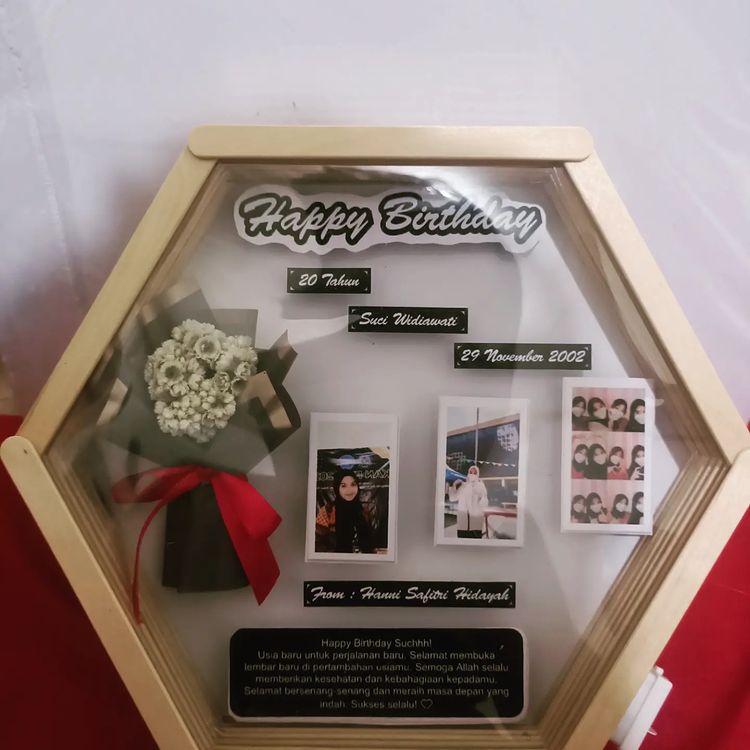 Happy Birthday
20 Tahun
Suci Widiawati
29 November 2002
From : Hanni Safitri Hidayah
Happy Birthday Suchhh!
Usia baru untuk perjalanan baru. Selamat membuka
lembar baru di pertambahan usiamu. Semoga Allah selalu
memberikan kesehatan dan kebahagiaan kepadamu.
Selamat bersenang-senang dan meraih masa depan yang
indah. Sukses selalu! ♡